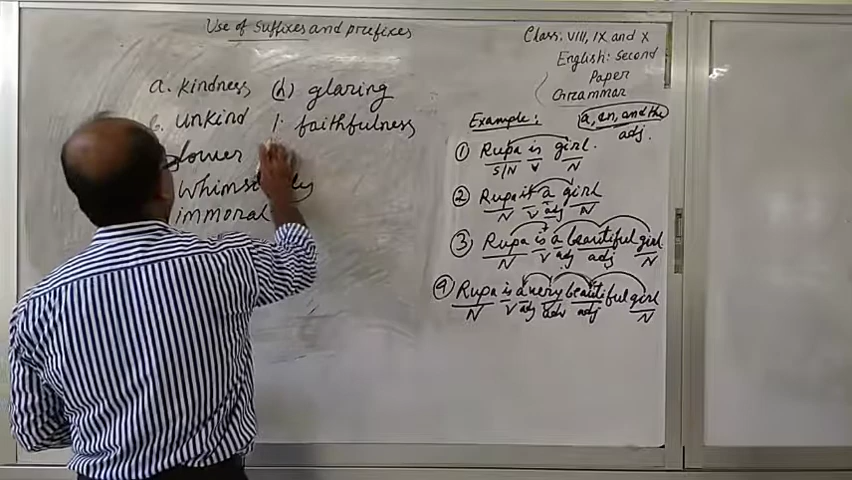 Use of Suffixes and prefixes
a. kindness
unkind
whimsically
immoral
(h) glaring
i. faithfulness
Class: VIII, IX and X
English: Second
Paper
Grammar
Example:
a, an, and the
adj.
① Rupa is girl.
S/N V N
② Rupa is a girl
N V adj N
③ Rupa is a beautiful girl
N V adj adj N
④ Rupa is a very beautiful girl
N V adj adv adj N